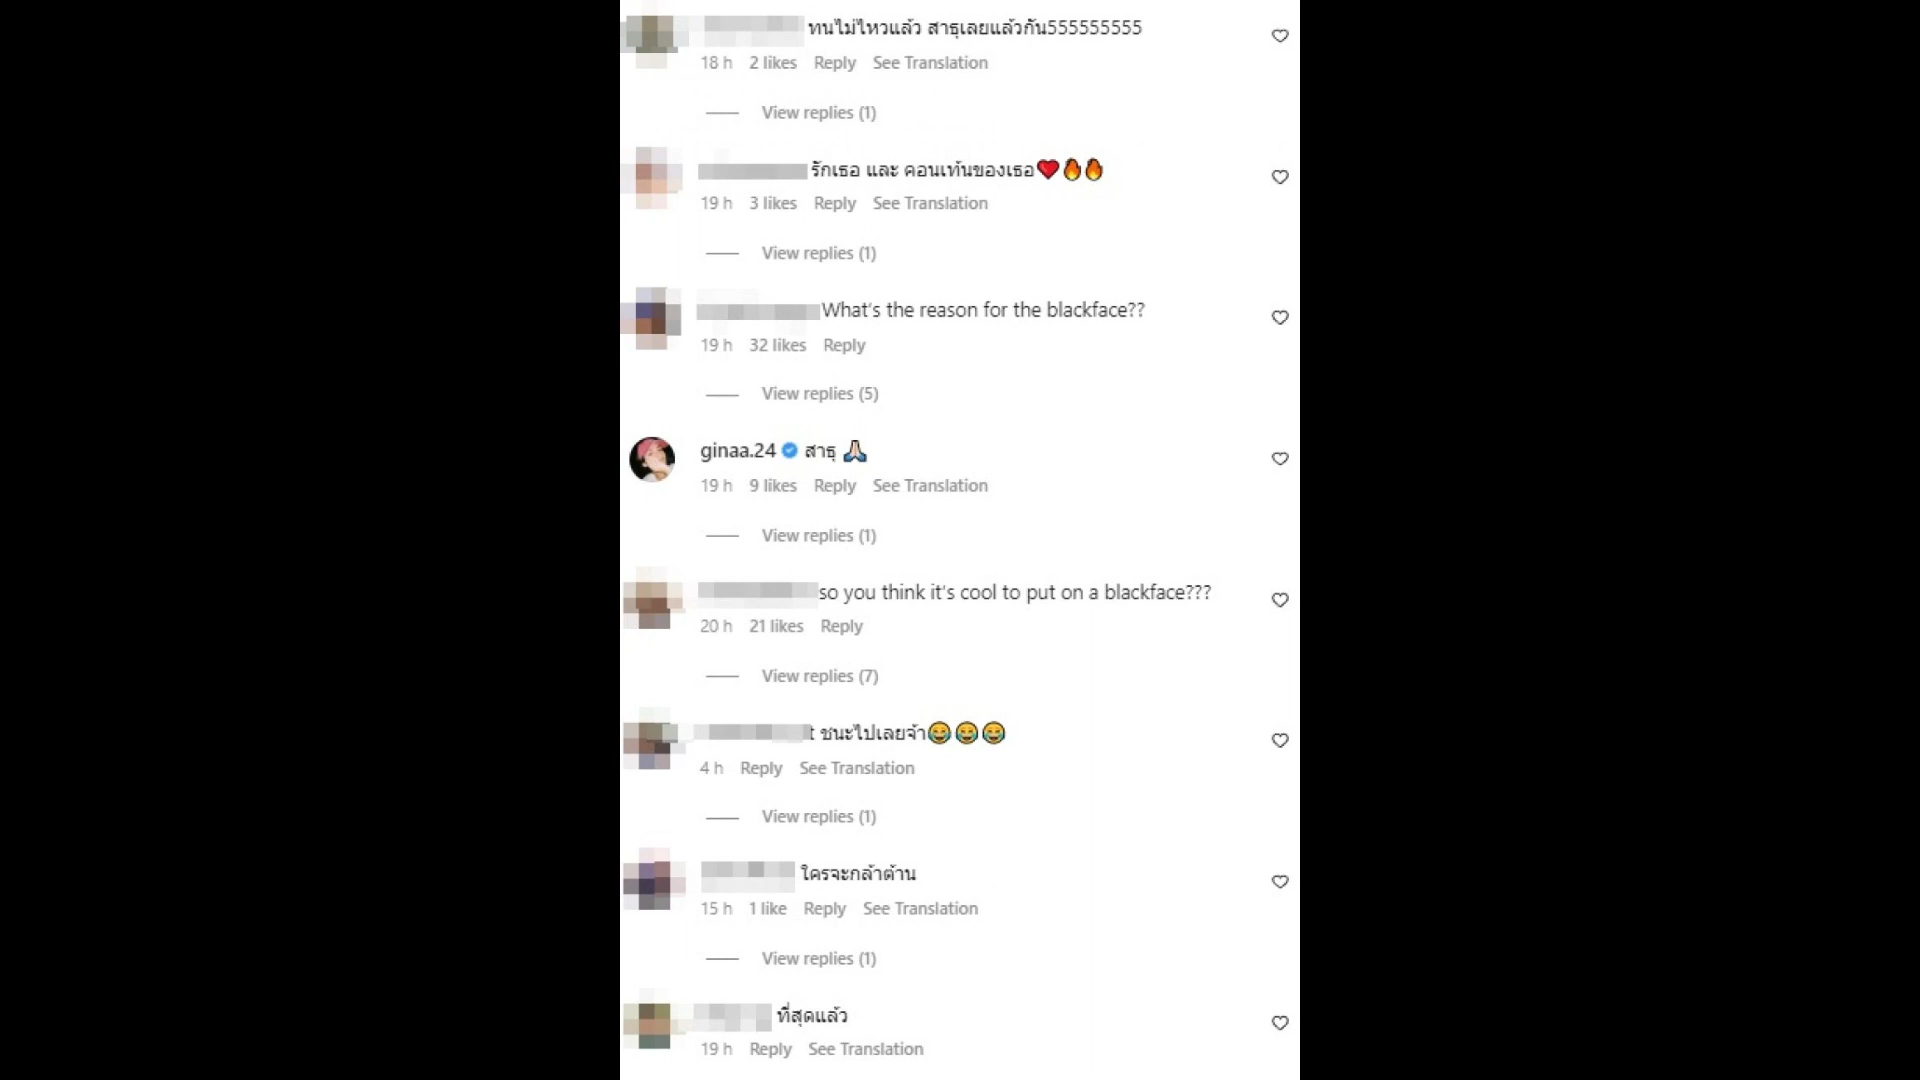 ทนไม่ไหวแล้ว สาธุเลยแล้วกัน555555555
18 h 2 likes Reply See Translation
View replies (1)
รักเธอ และ คอนเท้นของเธอ❤️🔥🔥
19 h 3 likes Reply See Translation
View replies (1)
What's the reason for the blackface??
19 h 32 likes Reply
View replies (5)
ginaa.24 สาธุ 🙏🏻
19 h 9 likes Reply See Translation
View replies (1)
so you think it's cool to put on a blackface???
20 h 21 likes Reply
View replies (7)
t ชนะไปเลยจ้า😂😂😂
4 h Reply See Translation
View replies (1)
ใครจะกล้าต้าน
15 h 1 like Reply See Translation
View replies (1)
ที่สุดแล้ว
19 h Reply See Translation